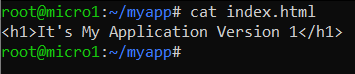 root@micro1:~/myapp# cat index.html
<h1>It's My Application Version 1</h1>
root@micro1:~/myapp#